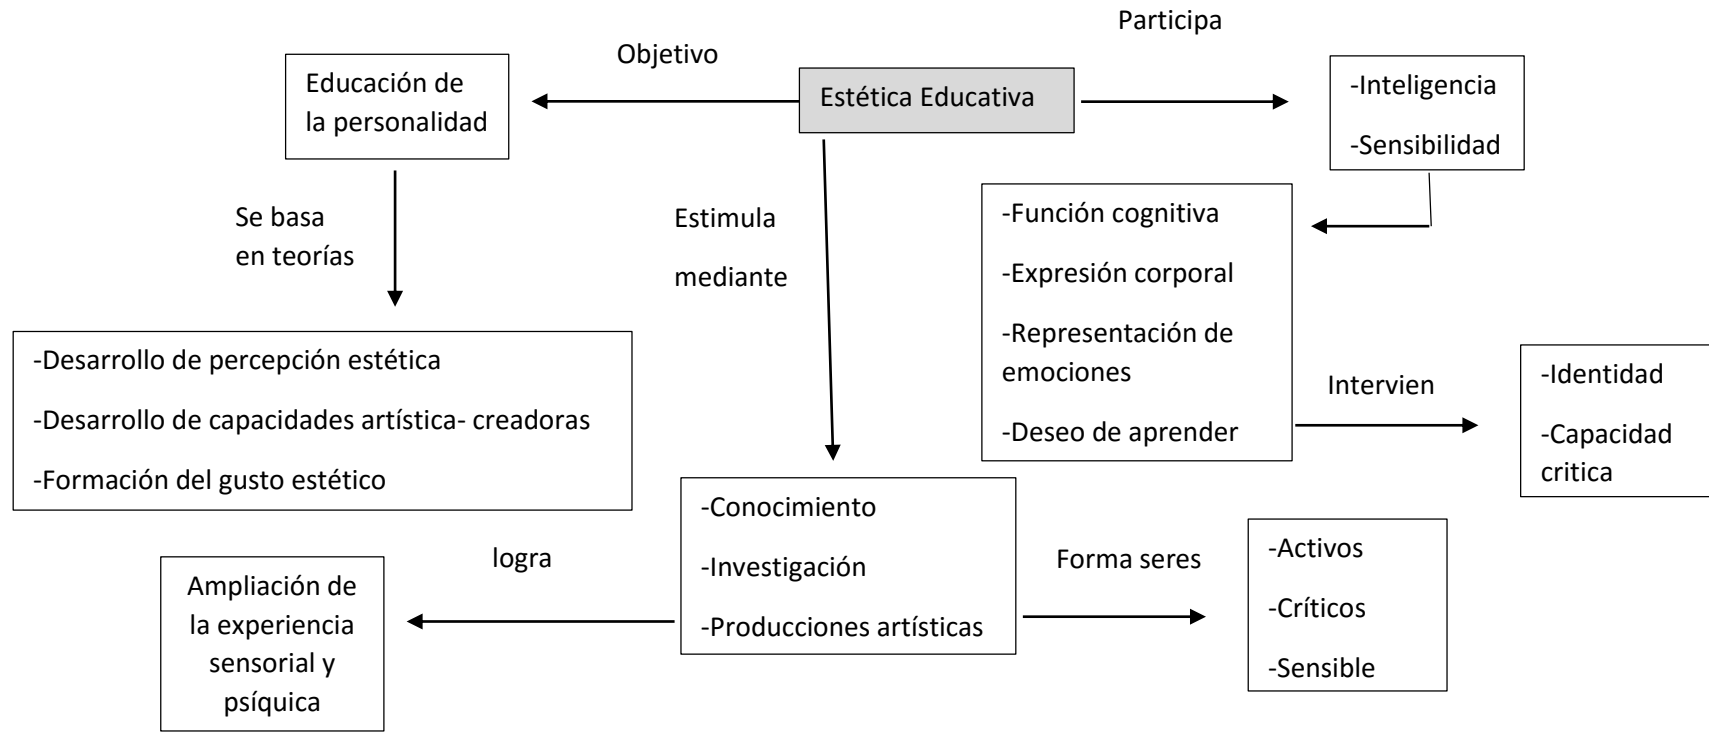 Participa
Objetivo
Educación de
la personalidad
Estética Educativa
-Inteligencia
-Sensibilidad
Se basa
en teorías
Estimula
mediante
-Función cognitiva
-Expresión corporal
-Representación de
emociones
-Deseo de aprender
Intervien
-Identidad
-Capacidad
critica
-Desarrollo de percepción estética
-Desarrollo de capacidades artística- creadoras
-Formación del gusto estético
-Conocimiento
-Investigación
-Producciones artísticas
logra
Ampliación de
la experiencia
sensorial y
psíquica
Forma seres
-Activos
-Críticos
-Sensible